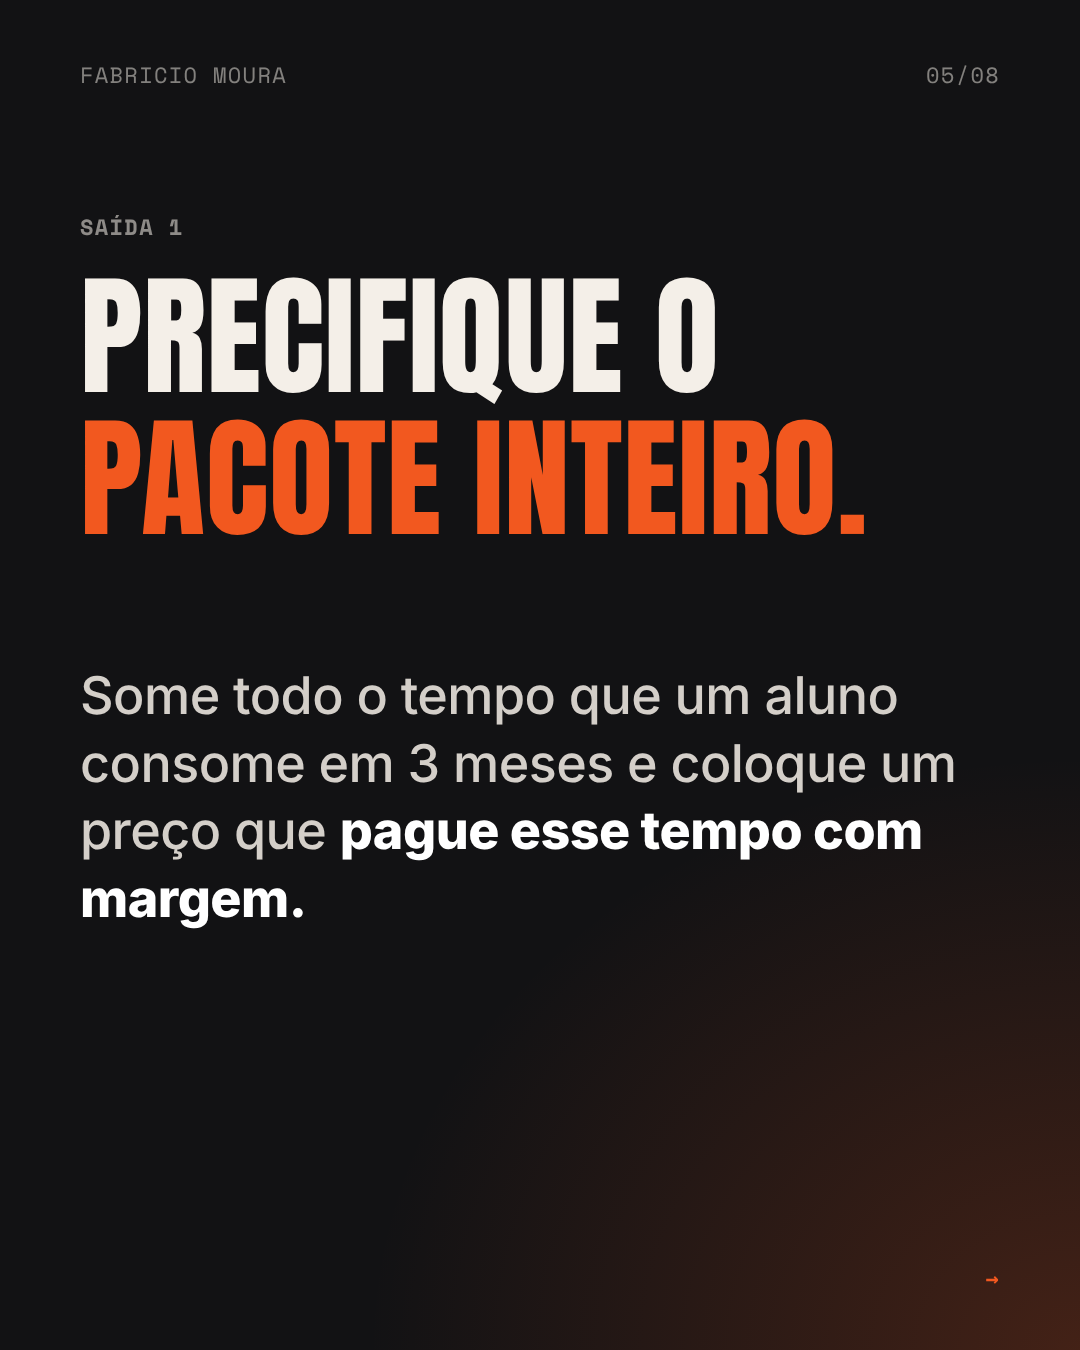 FABRICIO MOURA
05/08
SAÍDA 1
PRECIFIQUE O
PACOTE INTEIRO.
Some todo o tempo que um aluno
consome em 3 meses e coloque um
preço que pague esse tempo com
margem.
→